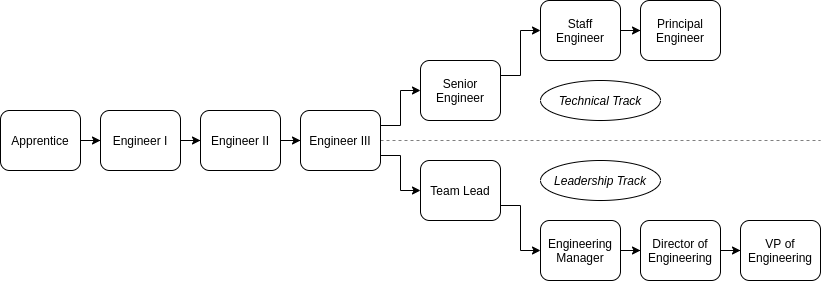 Staff
Engineer
Principal
Engineer
Senior
Engineer
Technical Track
Apprentice
Engineer I
Engineer II
Engineer III
Team Lead
Leadership Track
Engineering
Manager
Director of
Engineering
VP of
Engineering